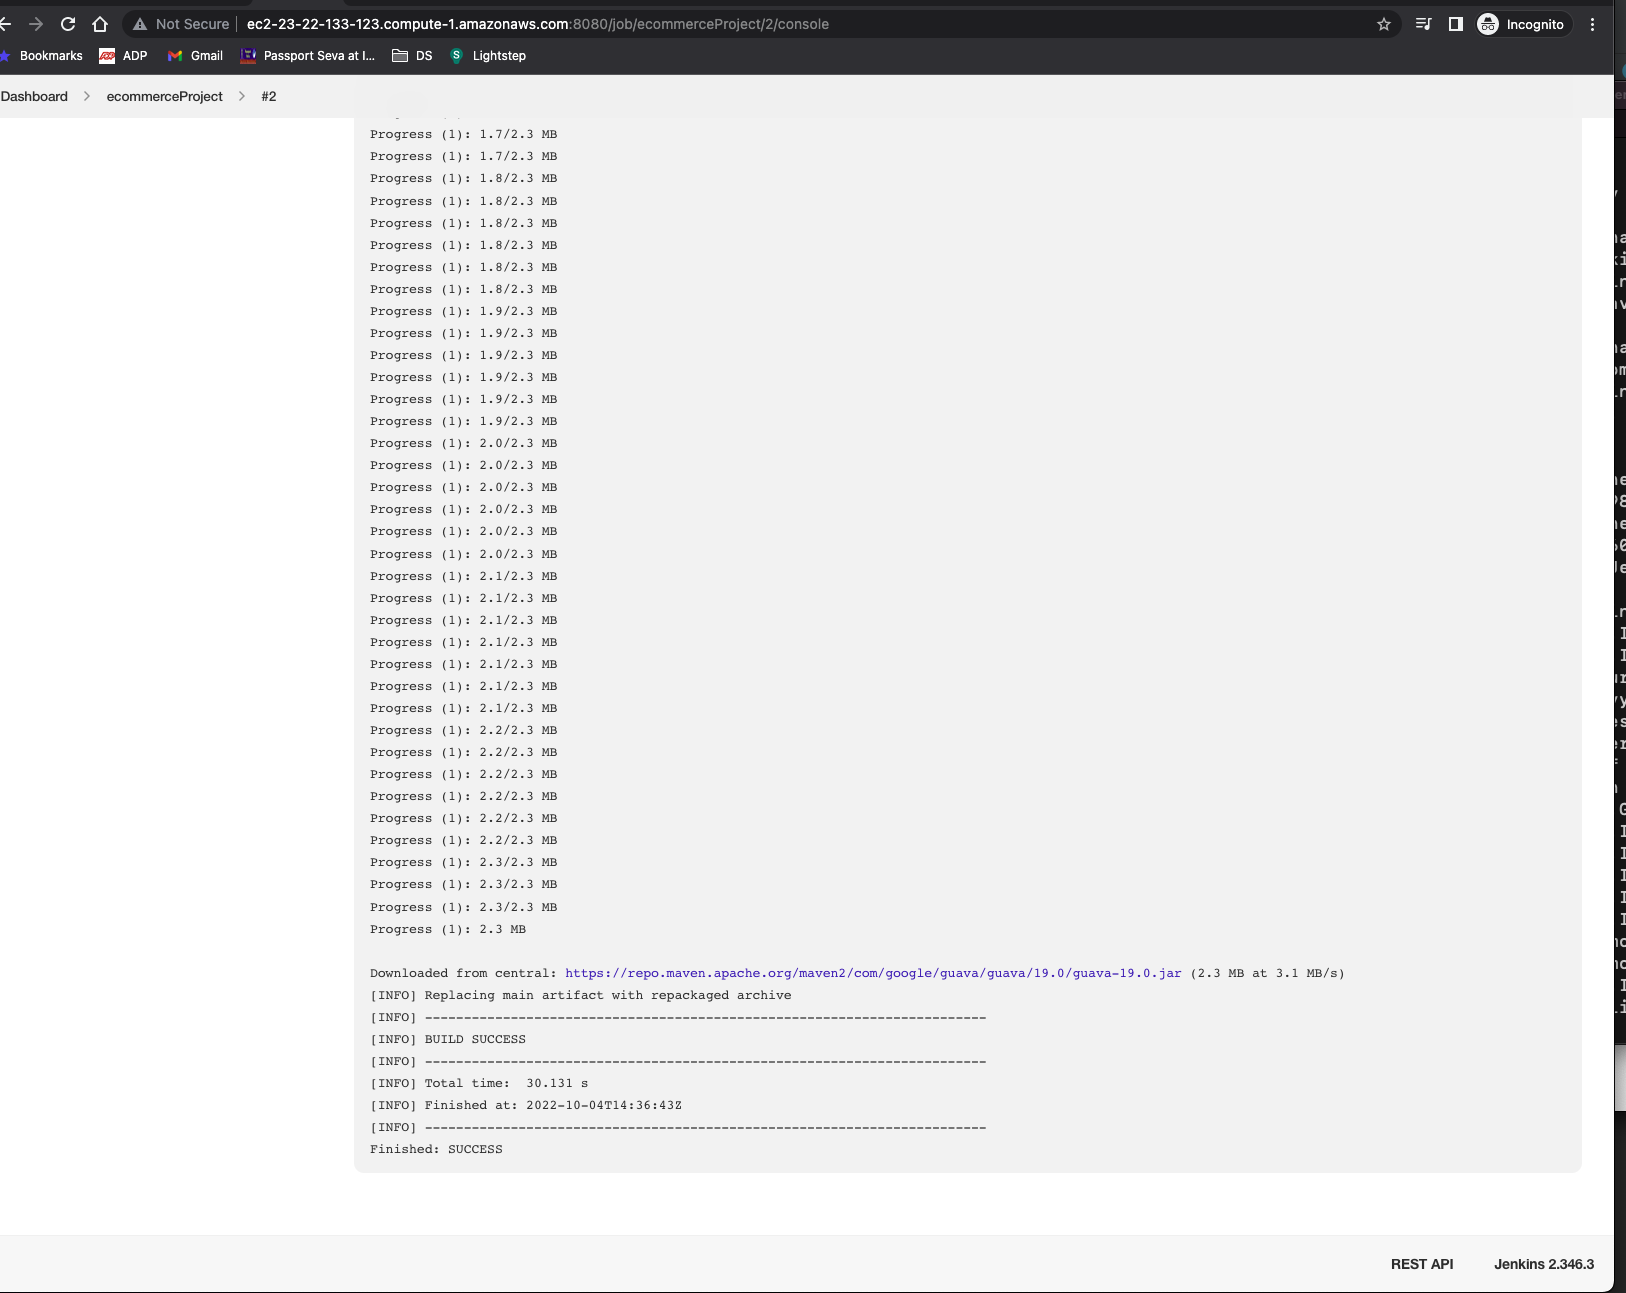 Not Secure ec2-23-22-133-123.compute-1.amazonaws.com:8080/job/ecommerceProject/2/console Incognito
Bookmarks ADP Gmail Passport Seva at I... DS Lightstep
Dashboard ecommerceProject #2
Progress (1): 1.7/2.3 MB
Progress (1): 1.7/2.3 MB
Progress (1): 1.8/2.3 MB
Progress (1): 1.8/2.3 MB
Progress (1): 1.8/2.3 MB
Progress (1): 1.8/2.3 MB
Progress (1): 1.8/2.3 MB
Progress (1): 1.8/2.3 MB
Progress (1): 1.9/2.3 MB
Progress (1): 1.9/2.3 MB
Progress (1): 1.9/2.3 MB
Progress (1): 1.9/2.3 MB
Progress (1): 1.9/2.3 MB
Progress (1): 1.9/2.3 MB
Progress (1): 2.0/2.3 MB
Progress (1): 2.0/2.3 MB
Progress (1): 2.0/2.3 MB
Progress (1): 2.0/2.3 MB
Progress (1): 2.0/2.3 MB
Progress (1): 2.0/2.3 MB
Progress (1): 2.1/2.3 MB
Progress (1): 2.1/2.3 MB
Progress (1): 2.1/2.3 MB
Progress (1): 2.1/2.3 MB
Progress (1): 2.1/2.3 MB
Progress (1): 2.1/2.3 MB
Progress (1): 2.1/2.3 MB
Progress (1): 2.2/2.3 MB
Progress (1): 2.2/2.3 MB
Progress (1): 2.2/2.3 MB
Progress (1): 2.2/2.3 MB
Progress (1): 2.2/2.3 MB
Progress (1): 2.2/2.3 MB
Progress (1): 2.3/2.3 MB
Progress (1): 2.3/2.3 MB
Progress (1): 2.3/2.3 MB
Progress (1): 2.3 MB
Downloaded from central: https://repo.maven.apache.org/maven2/com/google/guava/guava/19.0/guava-19.0.jar (2.3 MB at 3.1 MB/s)
[INFO] Replacing main artifact with repackaged archive
[INFO] ------------------------------------------------------------------------
[INFO] BUILD SUCCESS
[INFO] ------------------------------------------------------------------------
[INFO] Total time:  30.131 s
[INFO] Finished at: 2022-10-04T14:36:43Z
[INFO] ------------------------------------------------------------------------
Finished: SUCCESS
REST API Jenkins 2.346.3